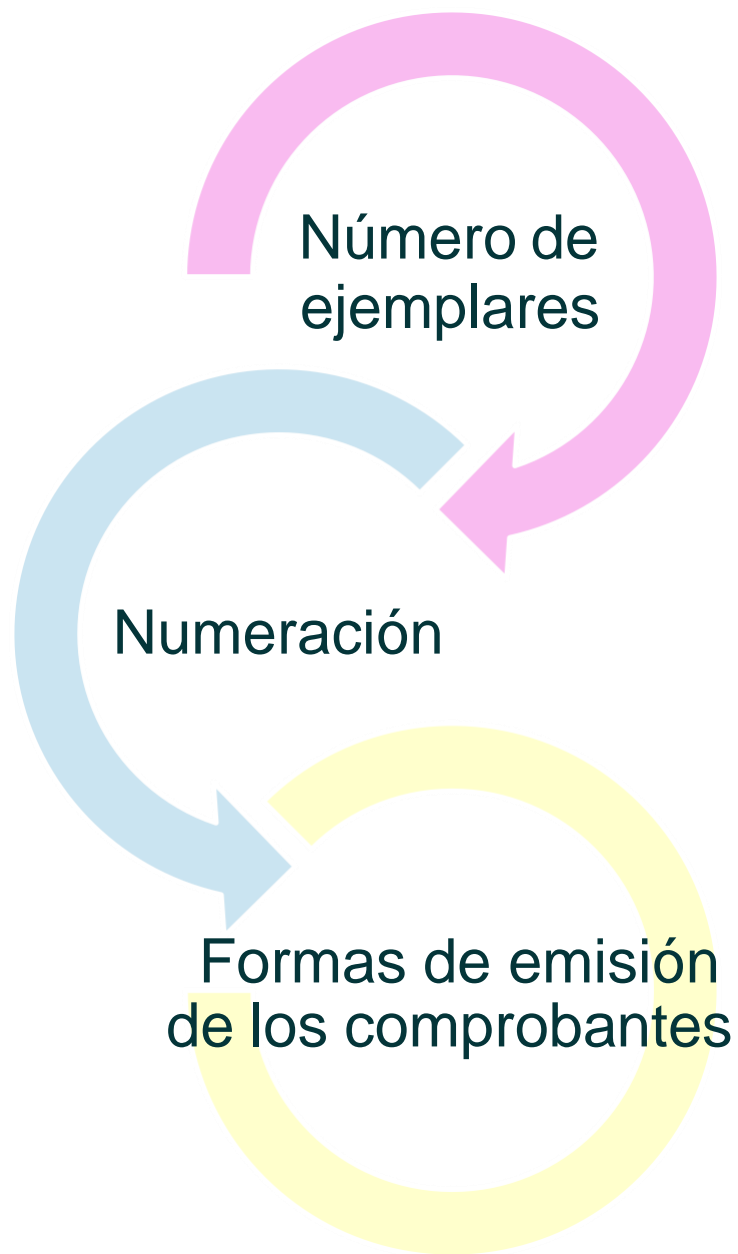 Número de
ejemplares
Numeración
Formas de emisión
de los comprobantes